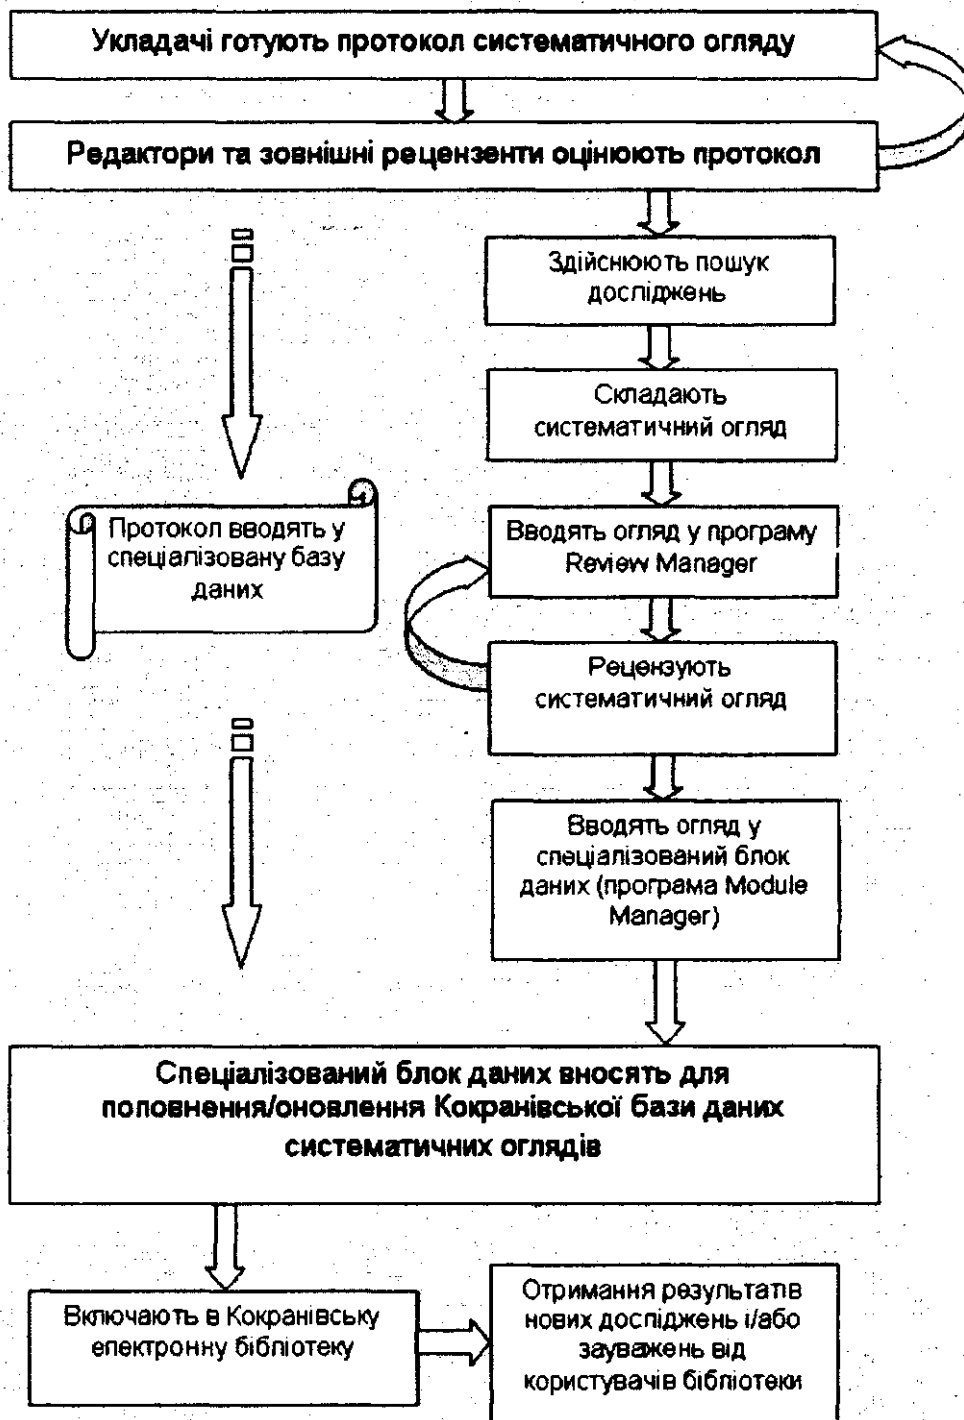 Укладачі готують протокол систематичного огляду
Редактори та зовнішні рецензенти оцінюють протокол
Здійснюють пошук
досліджень
Складають
систематичний огляд
Протокол вводять у
спеціалізовану базу
даних
Вводять огляд у програму
Review Manager
Рецензують
систематичний огляд
Вводять огляд у
спеціалізований блок
даних (програма Module
Manager)
Спеціалізований блок даних вносять для
поповнення/оновлення Кокранівської бази даних
систематичних оглядів
Включають в Кокранівську
електронну бібліотеку
Отримання результатів
нових досліджень і/або
зауважень від
користувачів бібліотеки